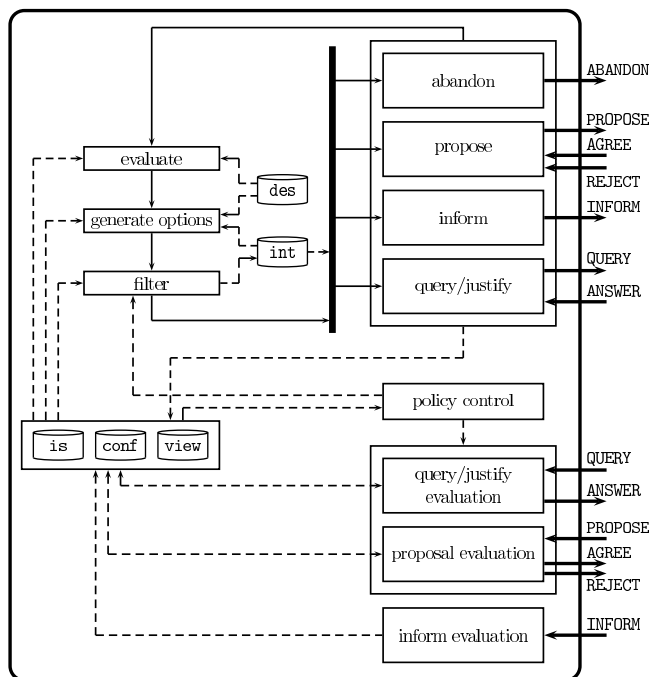 abandon
ABANDON
propose
PROPOSE
AGREE
REJECT
evaluate
des
generate options
inform
INFORM
int
filter
query/justify
QUERY
ANSWER
policy control
is
conf
view
query/justify
evaluation
QUERY
ANSWER
proposal evaluation
PROPOSE
AGREE
REJECT
inform evaluation
INFORM